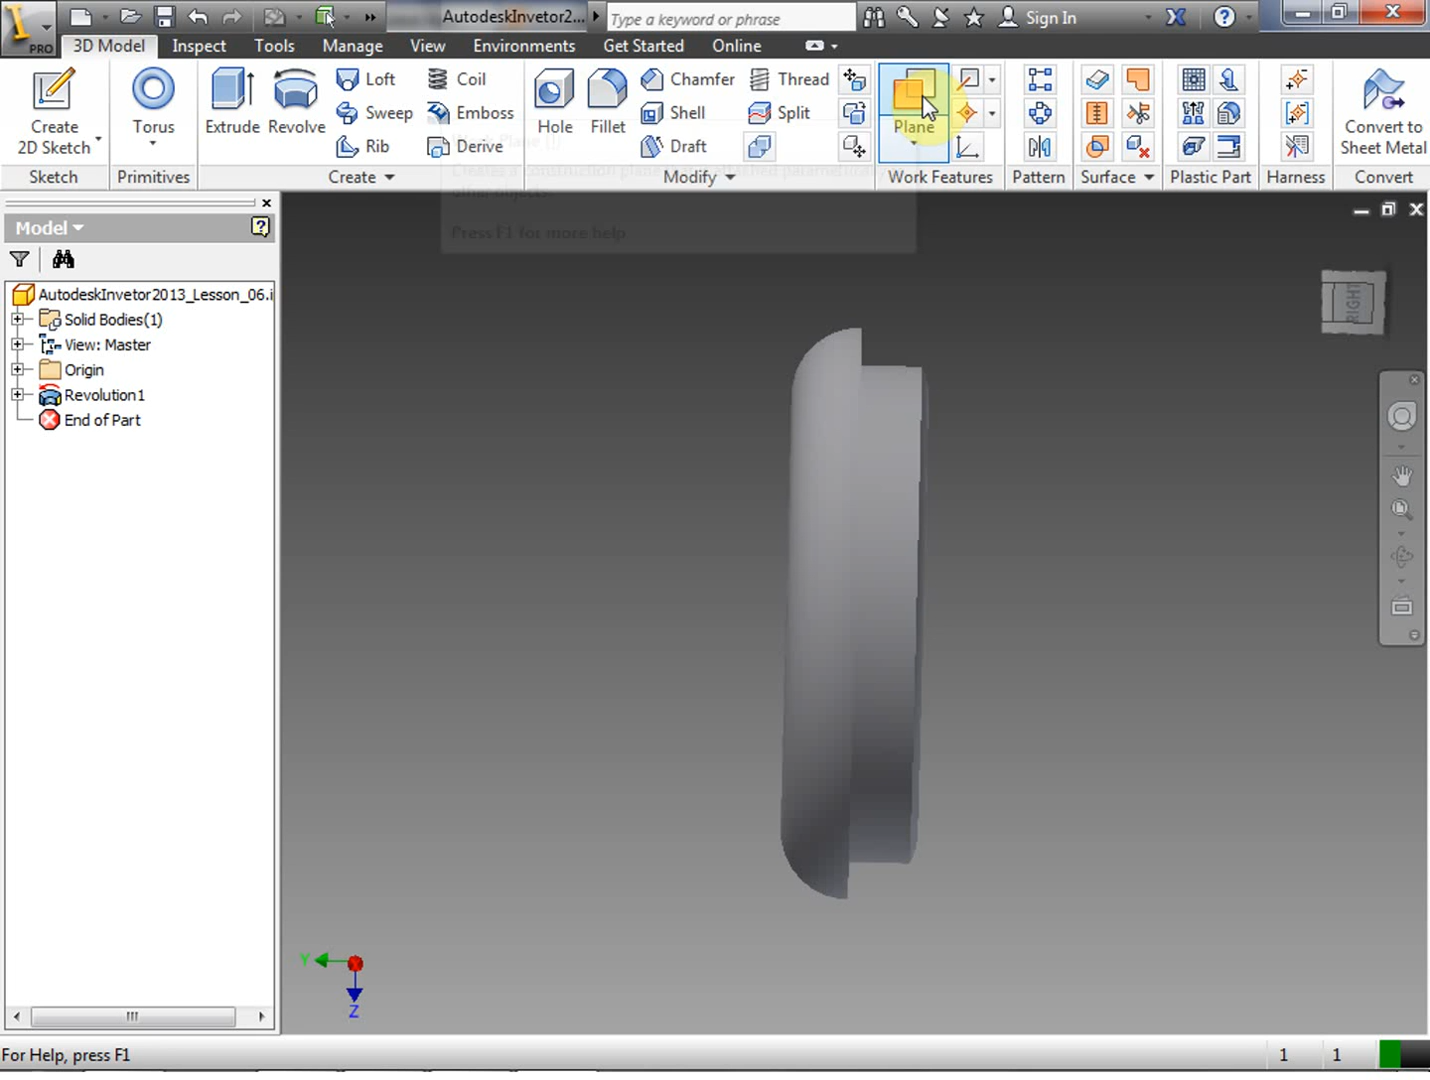 PRO
AutodeskInvetor2...
Type a keyword or phrase
Sign In
3D Model
Inspect
Tools
Manage
View
Environments
Get Started
Online
Create
2D Sketch
Torus
Extrude
Revolve
Loft
Sweep
Rib
Coil
Emboss
Derive
Hole
Fillet
Chamfer
Shell
Draft
Thread
Split
Plane
Convert to
Sheet Metal
Sketch
Primitives
Create
Modify
Work Features
Pattern
Surface
Plastic Part
Harness
Convert
Press F1 for more help
Model
AutodeskInvetor2013_Lesson_06.i
Solid Bodies(1)
View: Master
Origin
Revolution1
End of Part
RIGHT
Y
Z
For Help, press F1
1
1